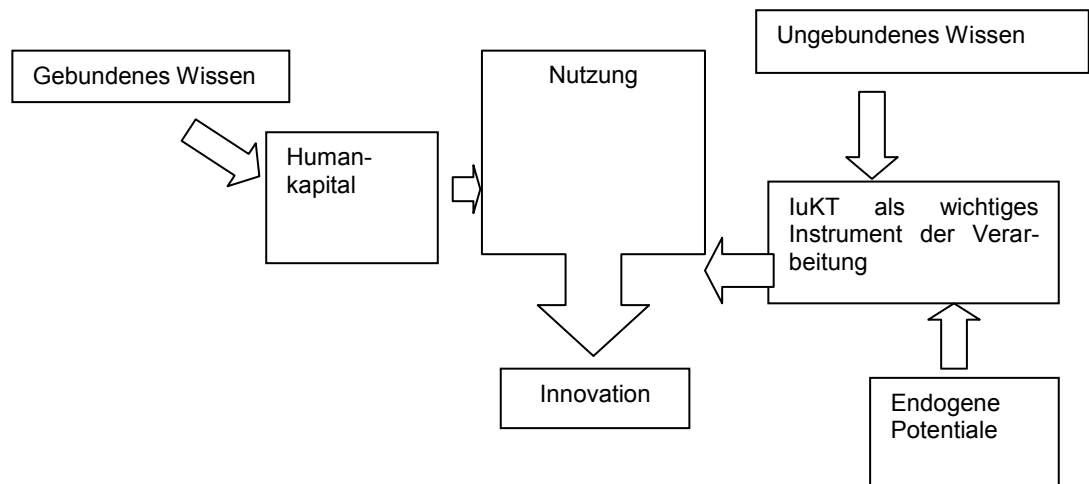 Ungebundenes Wissen
Gebundenes Wissen
Nutzung
Human-
kapital
IuKT als wichtiges
Instrument der Verar-
beitung
Innovation
Endogene
Potentiale